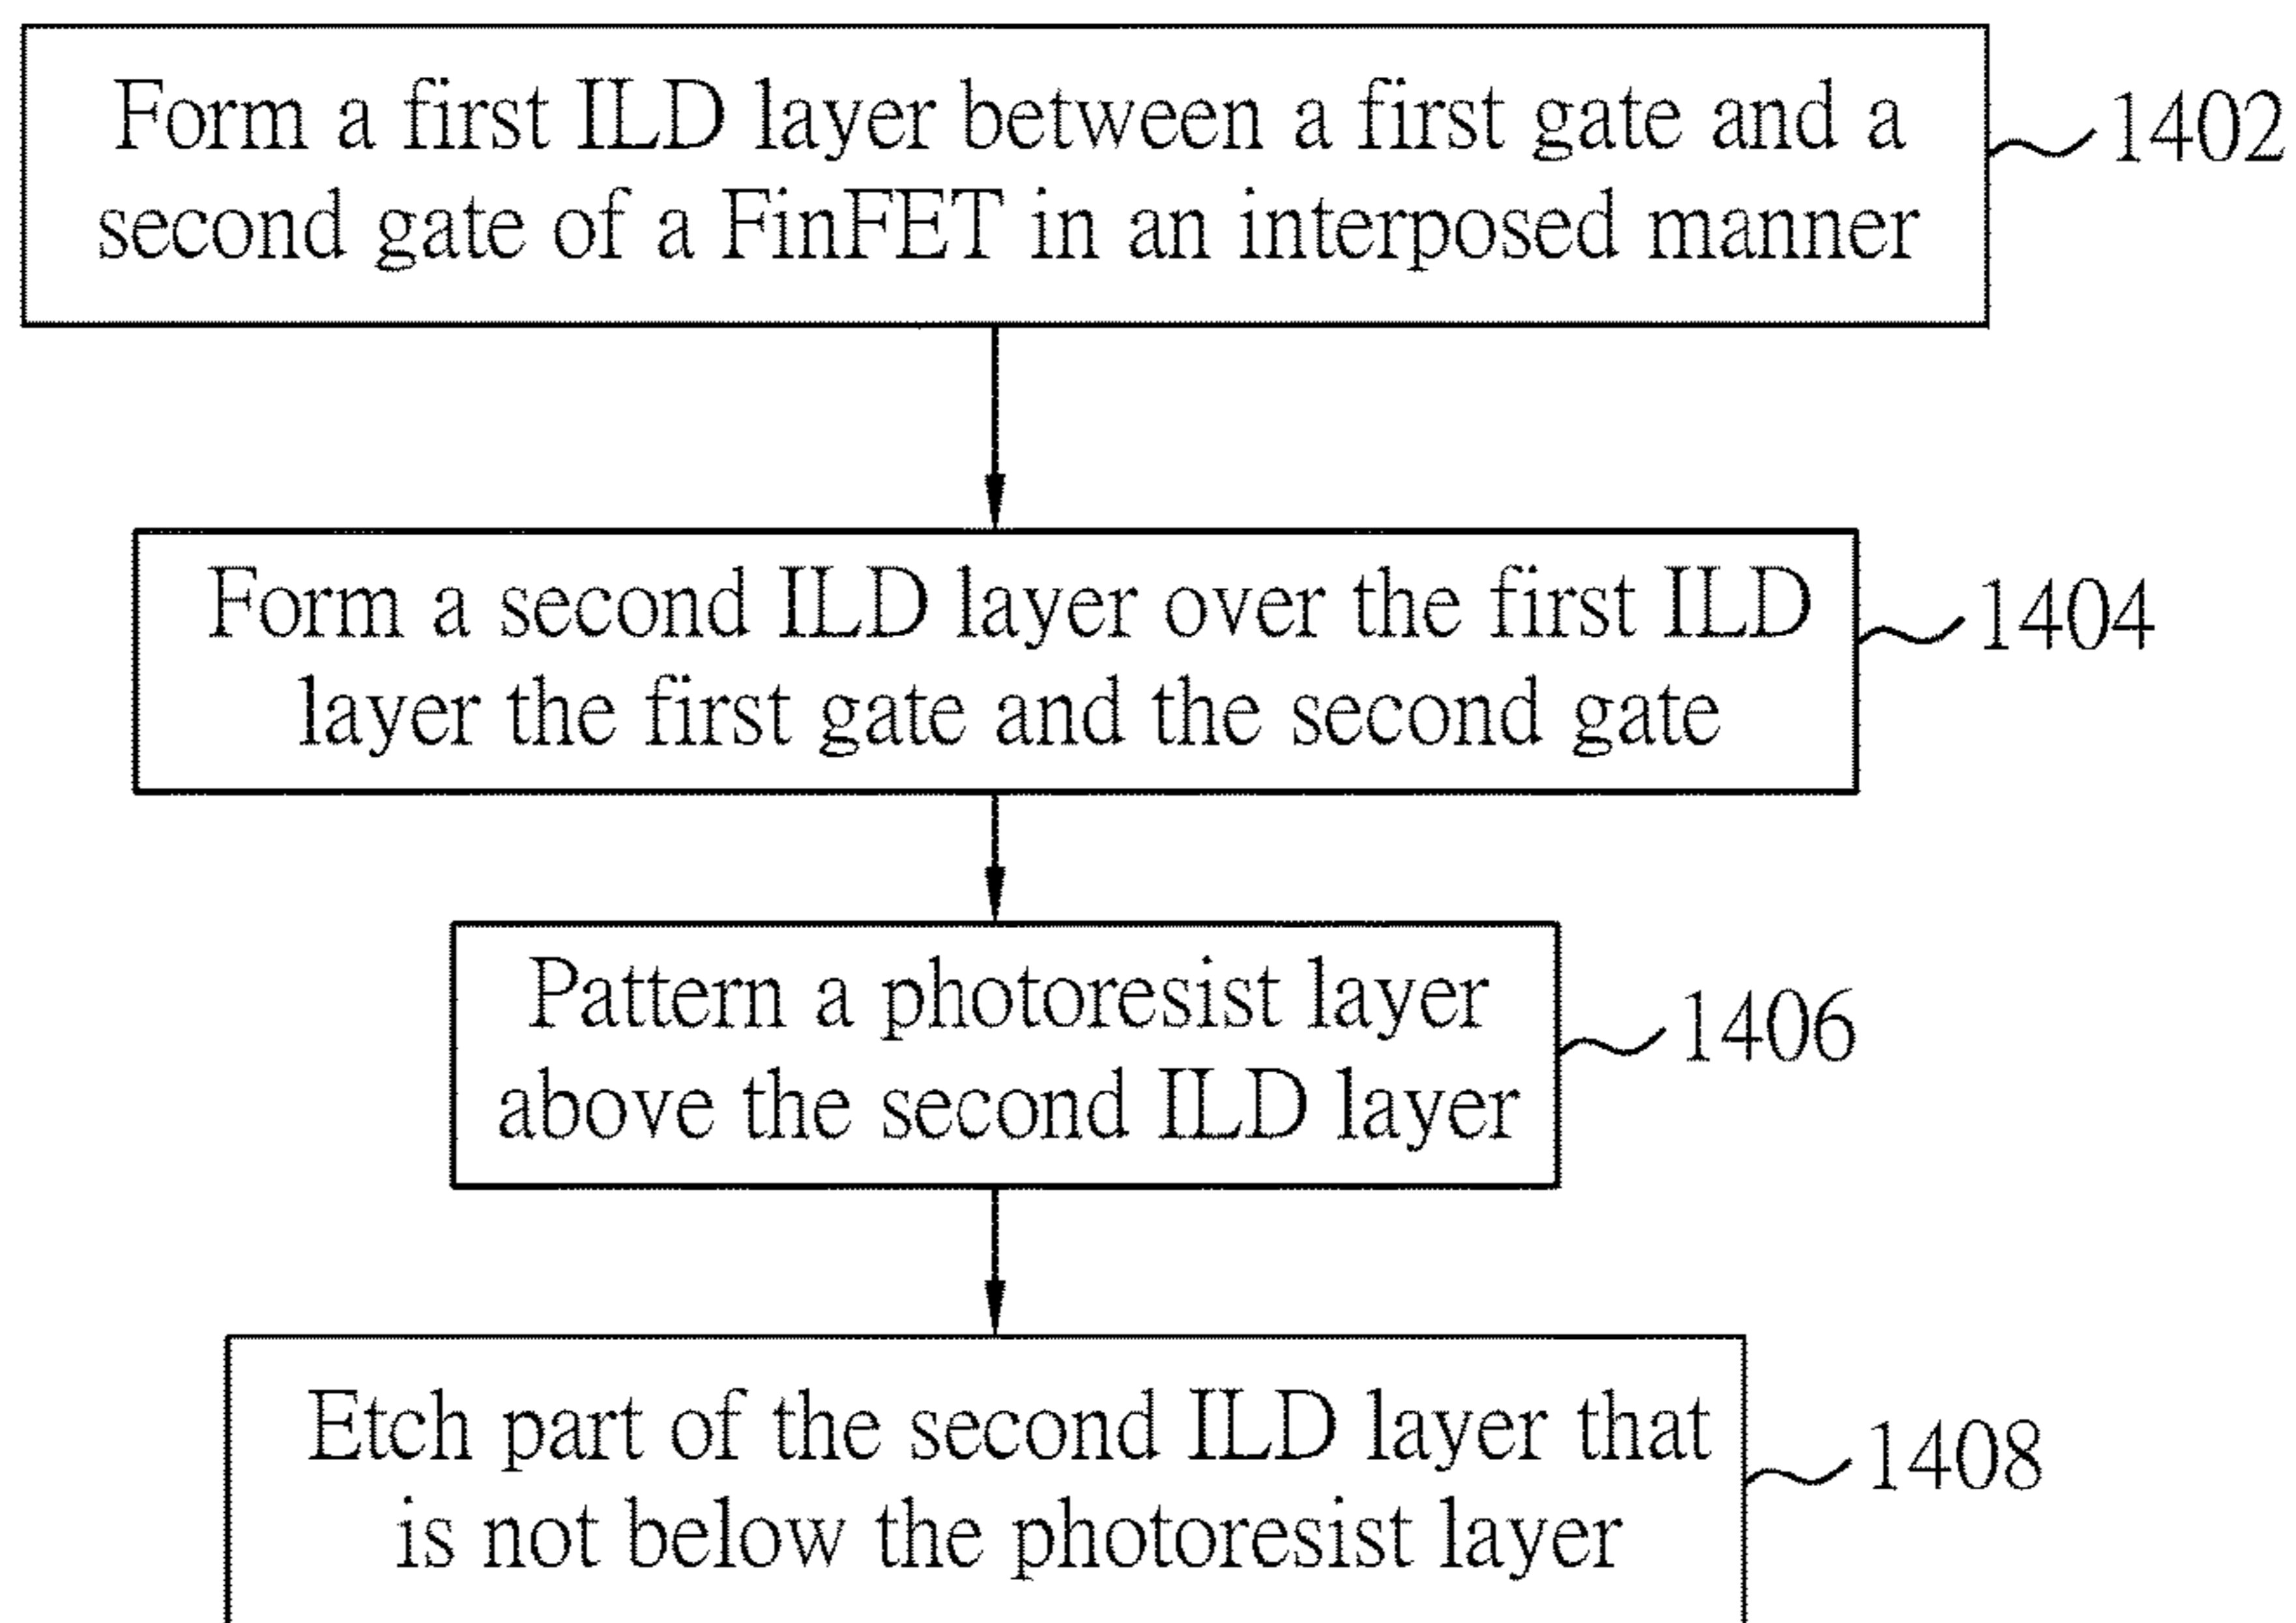 Form a first ILD layer between a first gate and a
second gate of a FinFET in an interposed manner
1402
Form a second ILD layer over the first ILD
layer the first gate and the second gate
1404
Pattern a photoresist layer
above the second ILD layer
1406
Etch part of the second ILD layer that
is not below the photoresist layer
1408